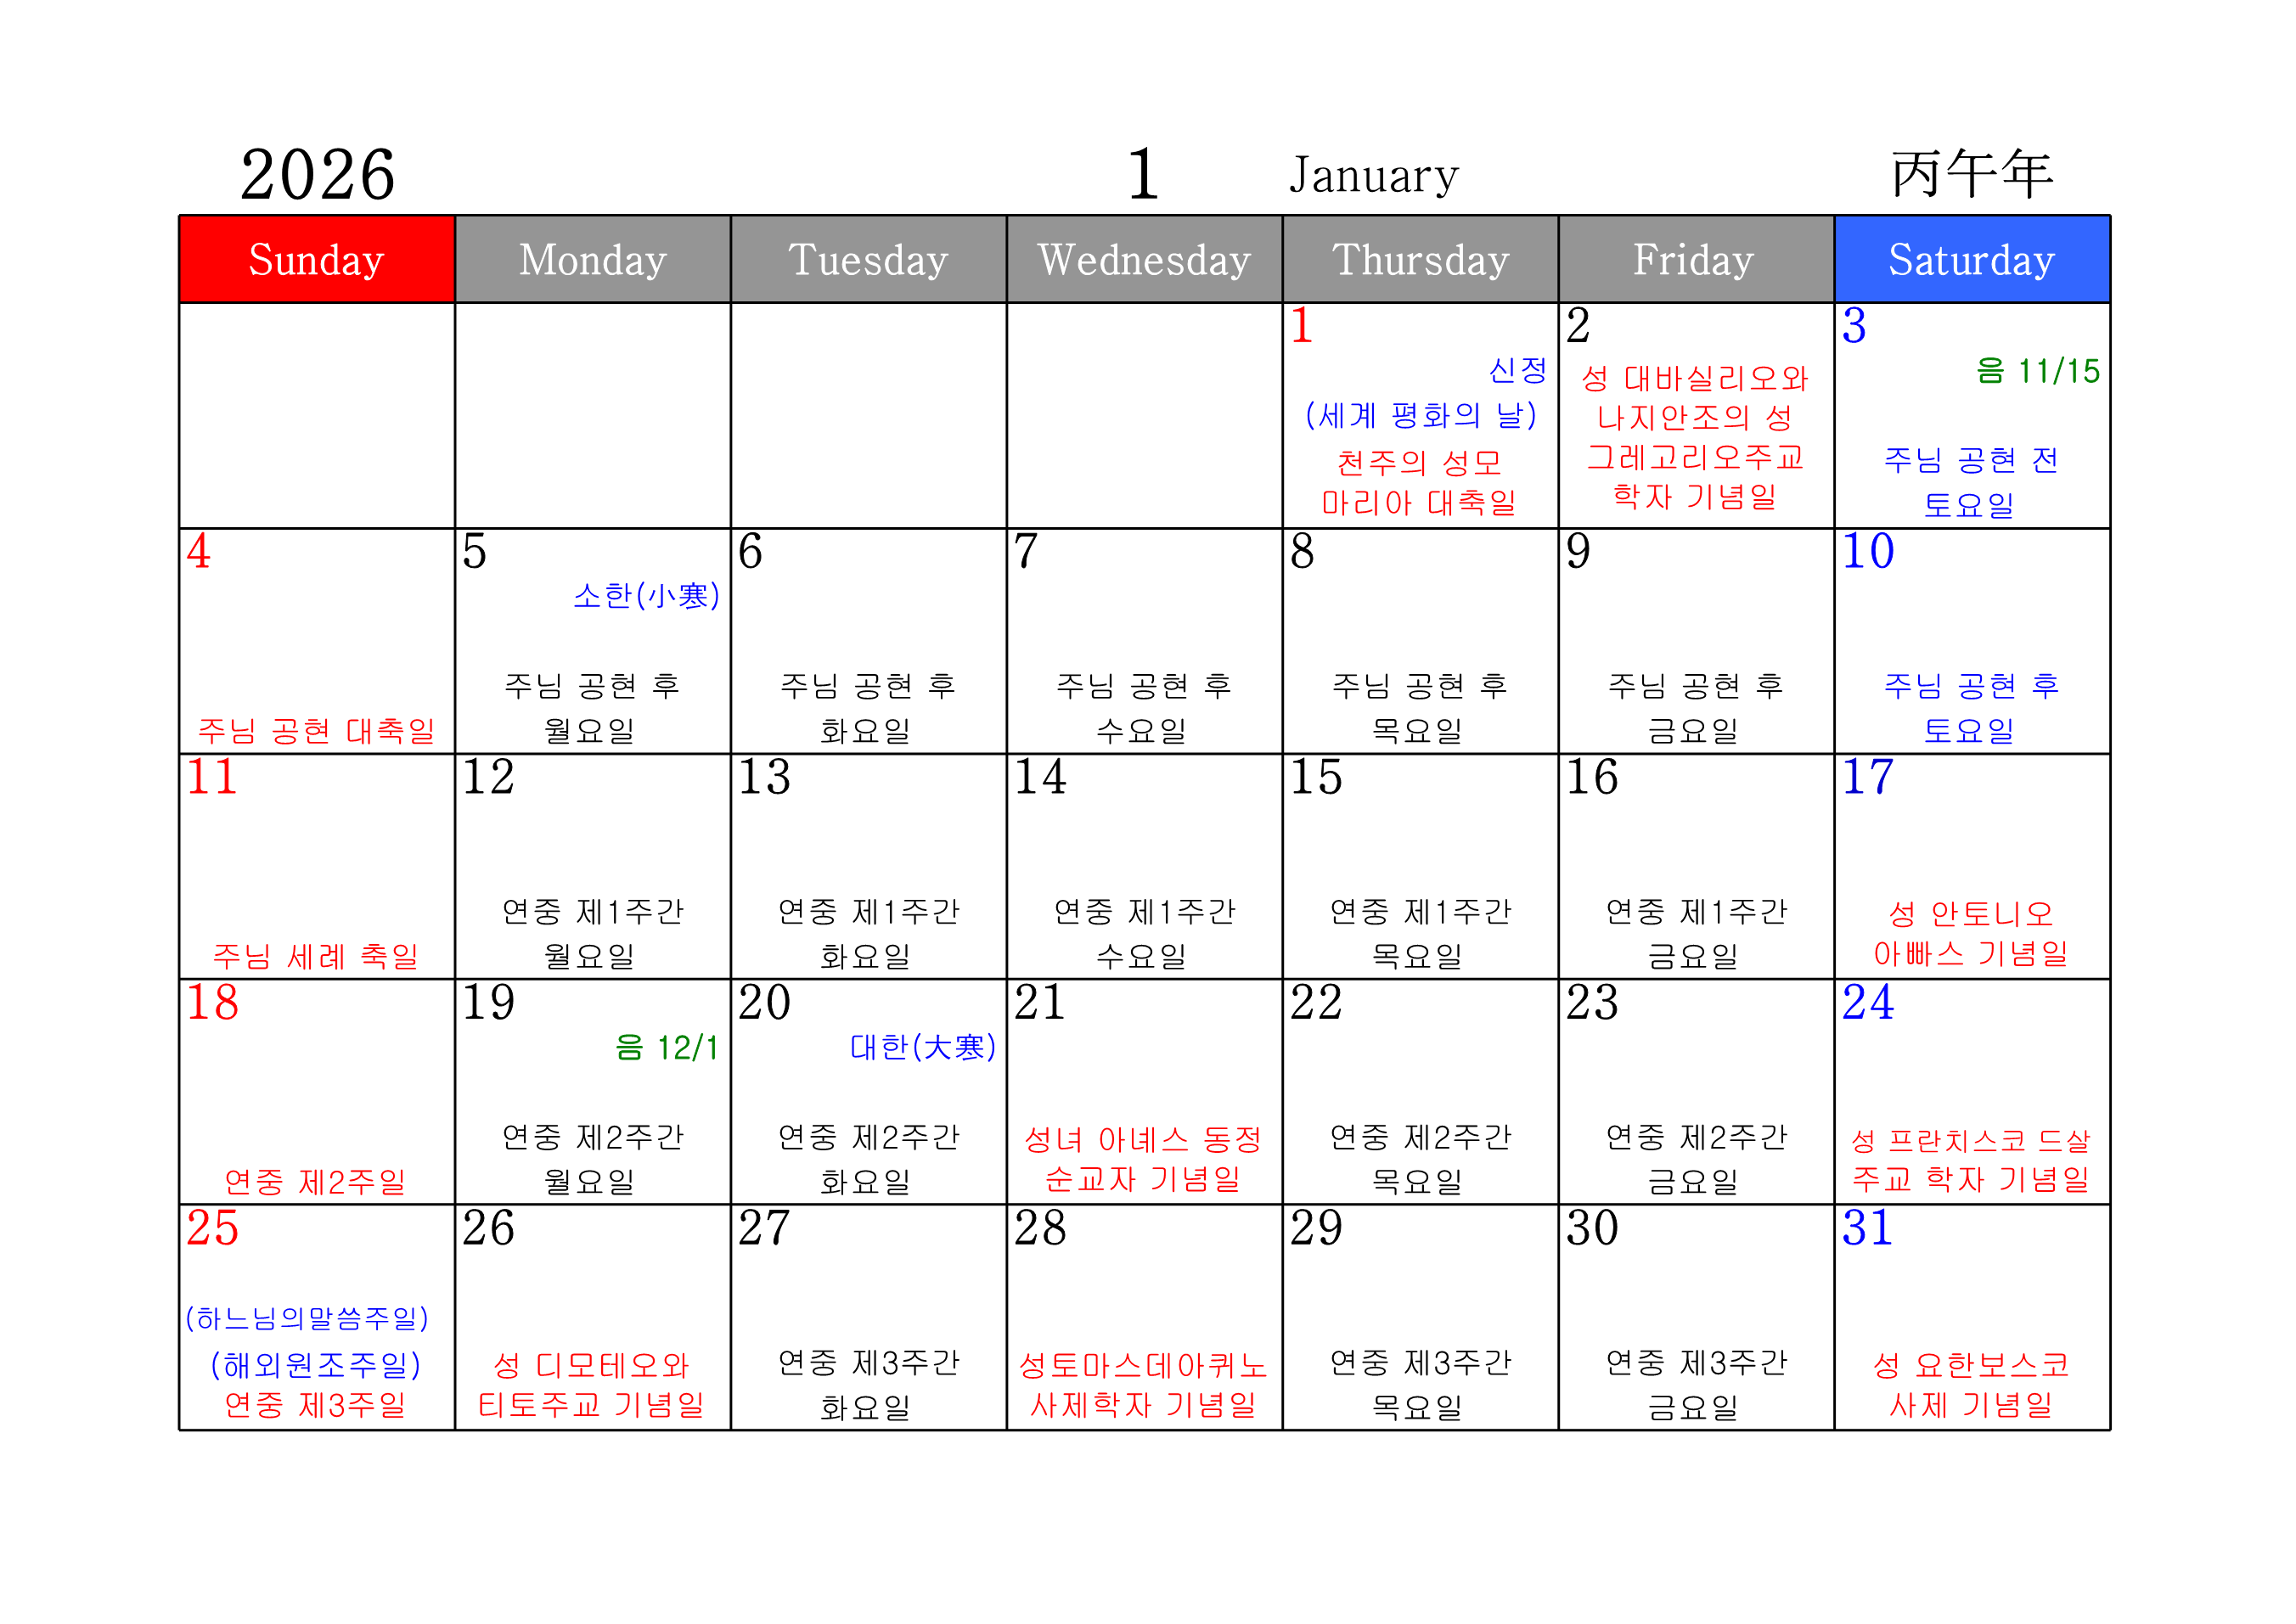 2026 1 January 丙午年
Sunday Monday Tuesday Wednesday Thursday Friday Saturday
1
신정
(세계 평화의 날)
천주의 성모
마리아 대축일
2
성 대바실리오와
나지안조의 성
그레고리오주교
학자 기념일
3
음 11/15
주님 공현 전
토요일
4
주님 공현 대축일
5
소한(小寒)
주님 공현 후
월요일
6
주님 공현 후
화요일
7
주님 공현 후
수요일
8
주님 공현 후
목요일
9
주님 공현 후
금요일
10
주님 공현 후
토요일
11
주님 세례 축일
12
연중 제1주간
월요일
13
연중 제1주간
화요일
14
연중 제1주간
수요일
15
연중 제1주간
목요일
16
연중 제1주간
금요일
17
성 안토니오
아빠스 기념일
18
연중 제2주일
19
음 12/1
연중 제2주간
월요일
20
대한(大寒)
연중 제2주간
화요일
21
성녀 아녜스 동정
순교자 기념일
22
연중 제2주간
목요일
23
연중 제2주간
금요일
24
성 프란치스코 드살
주교 학자 기념일
25
(하느님의말씀주일)
(해외원조주일)
연중 제3주일
26
성 디모테오와
티토주교 기념일
27
연중 제3주간
화요일
28
성토마스데아퀴노
사제학자 기념일
29
연중 제3주간
목요일
30
연중 제3주간
금요일
31
성 요한보스코
사제 기념일